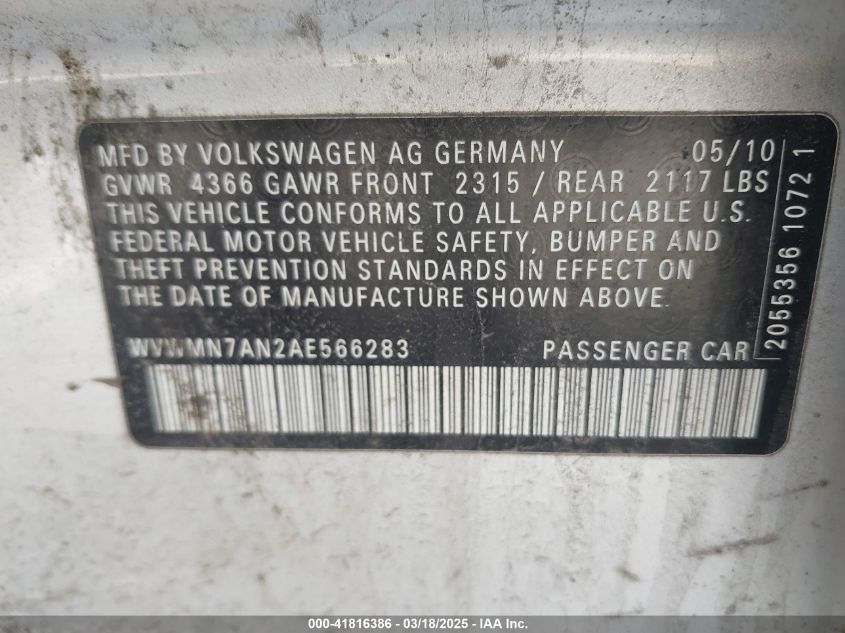 MFD BY VOLKSWAGEN AG GERMANY 05/10
GVWR 4366 GAWR FRONT 2315 / REAR 2117 LBS
THIS VEHICLE CONFORMS TO ALL APPLICABLE U.S.
FEDERAL MOTOR VEHICLE SAFETY, BUMPER AND
THEFT PREVENTION STANDARDS IN EFFECT ON
THE DATE OF MANUFACTURE SHOWN ABOVE.
WVWMN7AN2AE566283 PASSENGER CAR
2055356 1072 1
000-41816386 - 03/18/2025 - IAA Inc.